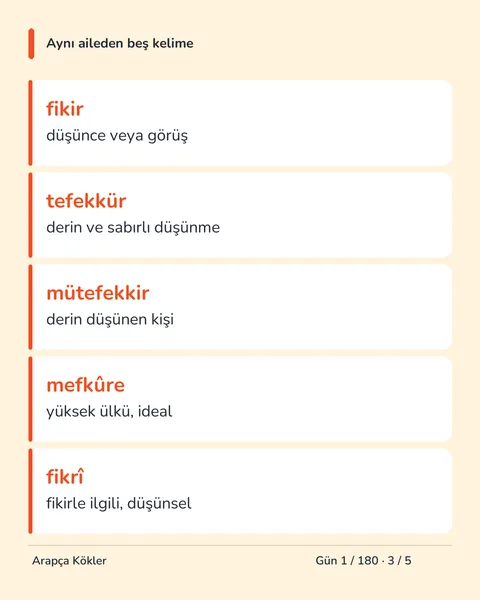 Aynı aileden beş kelime
fikir
düşünce veya görüş
tefekkür
derin ve sabırlı düşünme
mütefekkir
derin düşünen kişi
mefkûre
yüksek ülkü, ideal
fikrî
fikirle ilgili, düşünsel
Arapça Kökler
Gün 1 / 180 · 3 / 5